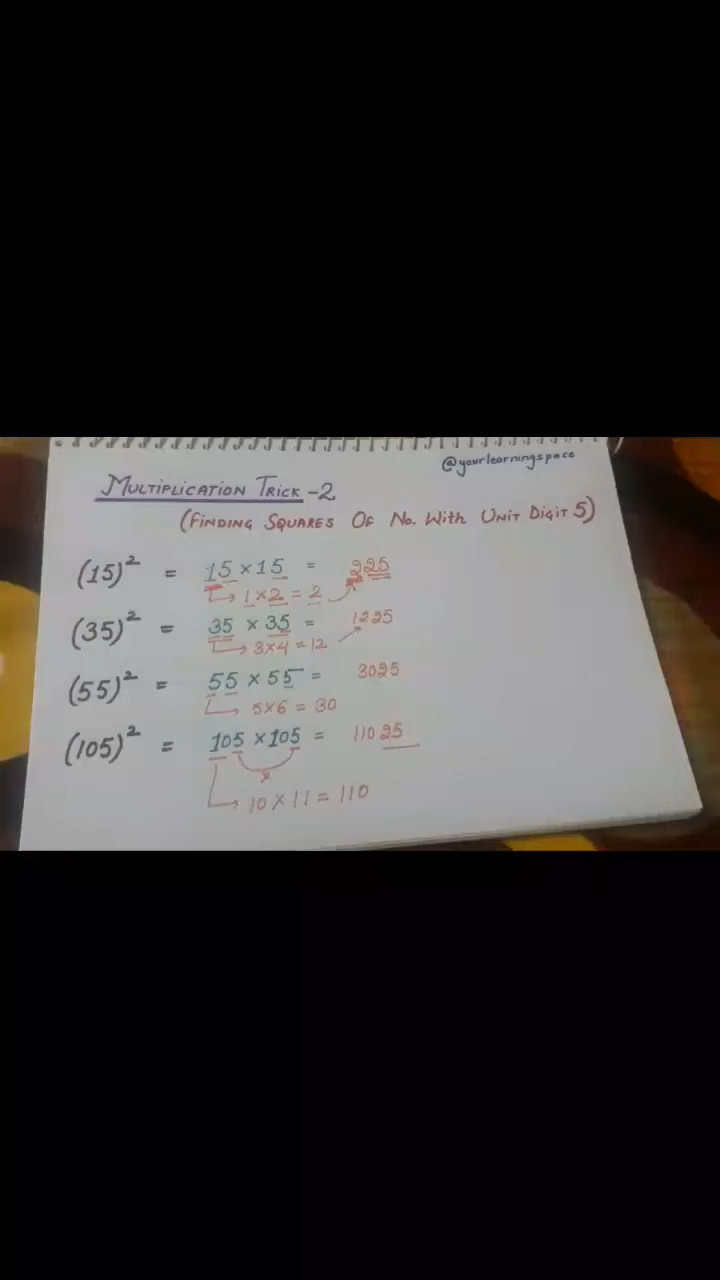 @yourlearningspace
MULTIPLICATION TRICK -2
(FINDING SQUARES OF NO. WITH UNIT DIGIT 5)
(15)² = 15 × 15 = 225
1 × 2 = 2
(35)² = 35 × 35 = 1225
3 × 4 = 12
(55)² = 55 × 55 = 3025
5 × 6 = 30
(105)² = 105 × 105 = 11025
×
10 × 11 = 110